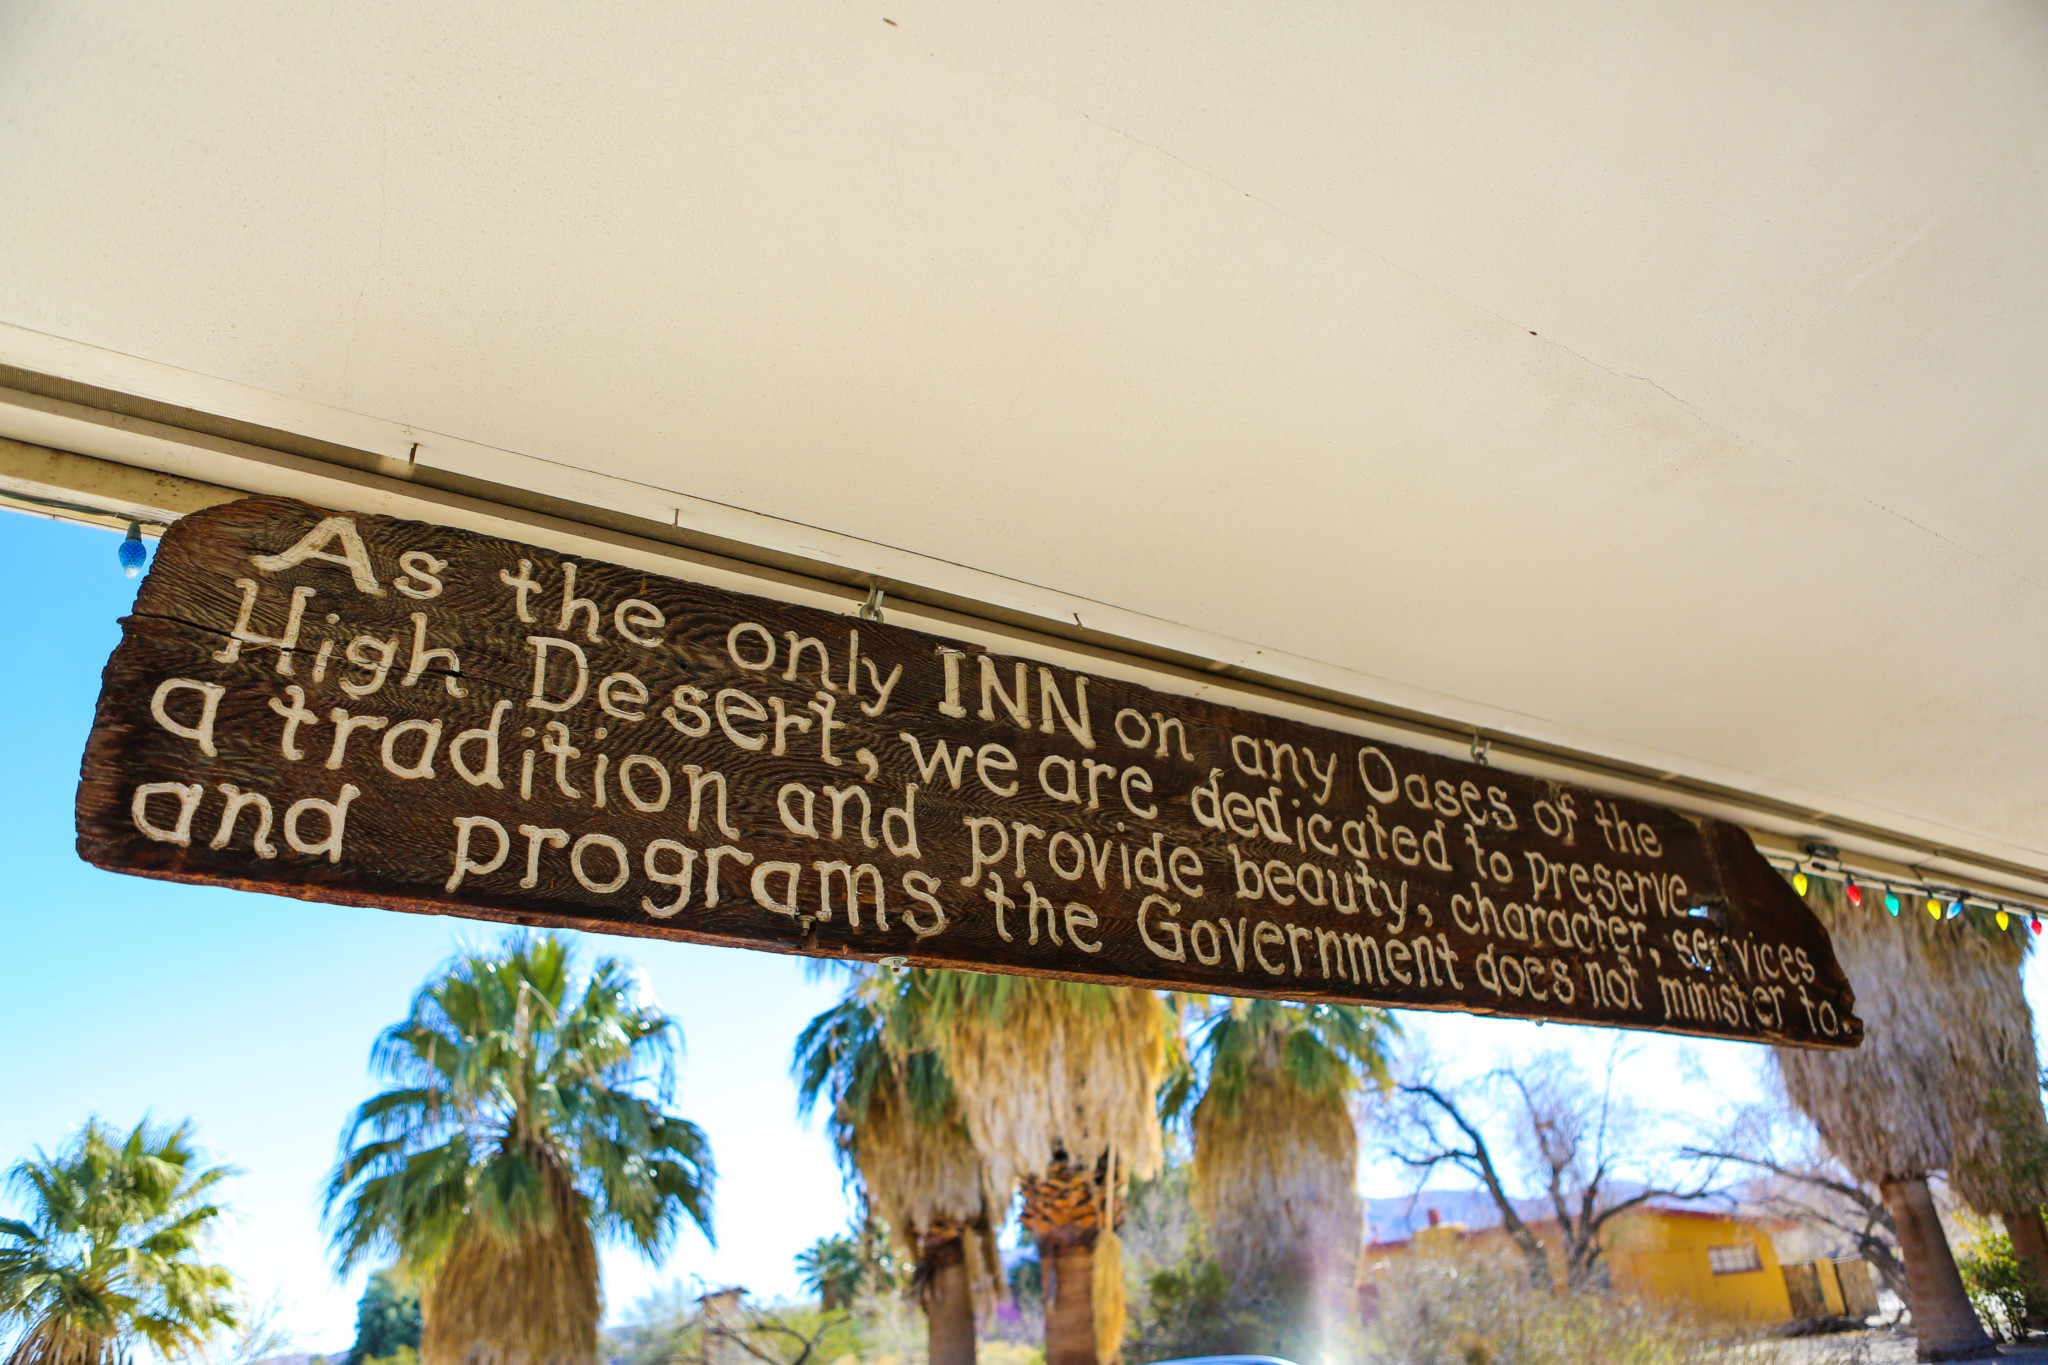 As the only INN on any Oases of the
High Desert, we are dedicated to preserve
a tradition and provide beauty, character, services
and programs the Government does not minister to.